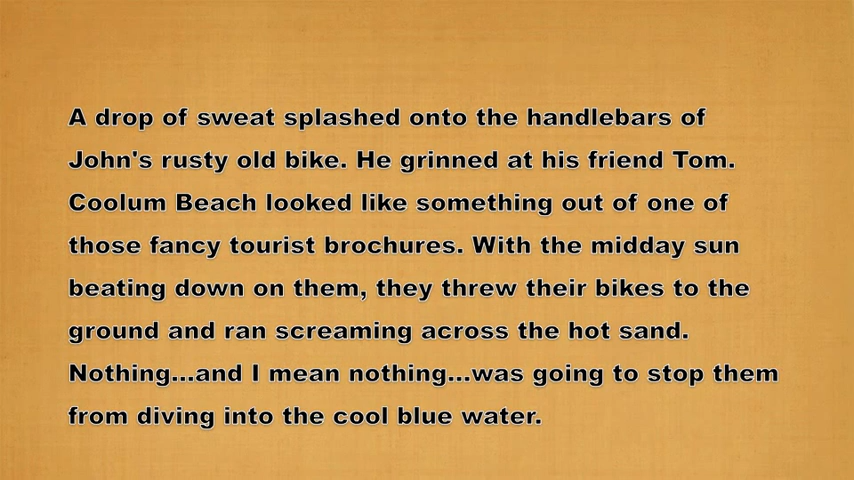 A drop of sweat splashed onto the handlebars of
John's rusty old bike. He grinned at his friend Tom.
Coolum Beach looked like something out of one of
those fancy tourist brochures. With the midday sun
beating down on them, they threw their bikes to the
ground and ran screaming across the hot sand.
Nothing...and I mean nothing...was going to stop them
from diving into the cool blue water.